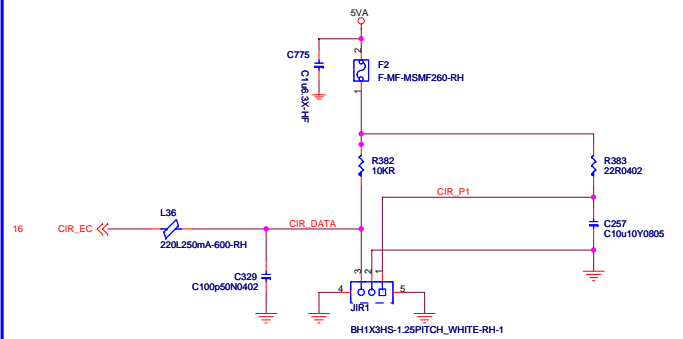 5VA
C775
C1u6.3X-HF
2
F2
F-MF-MSMF260-RH
1
R382
10KR
R383
22R0402
CIR_P1
L36
16
CIR_EC
CIR_DATA
220L250mA-600-RH
C257
C10u10Y0805
C329
C100p50N0402
3
2
1
4
5
JIR1
BH1X3HS-1.25PITCH_WHITE-RH-1